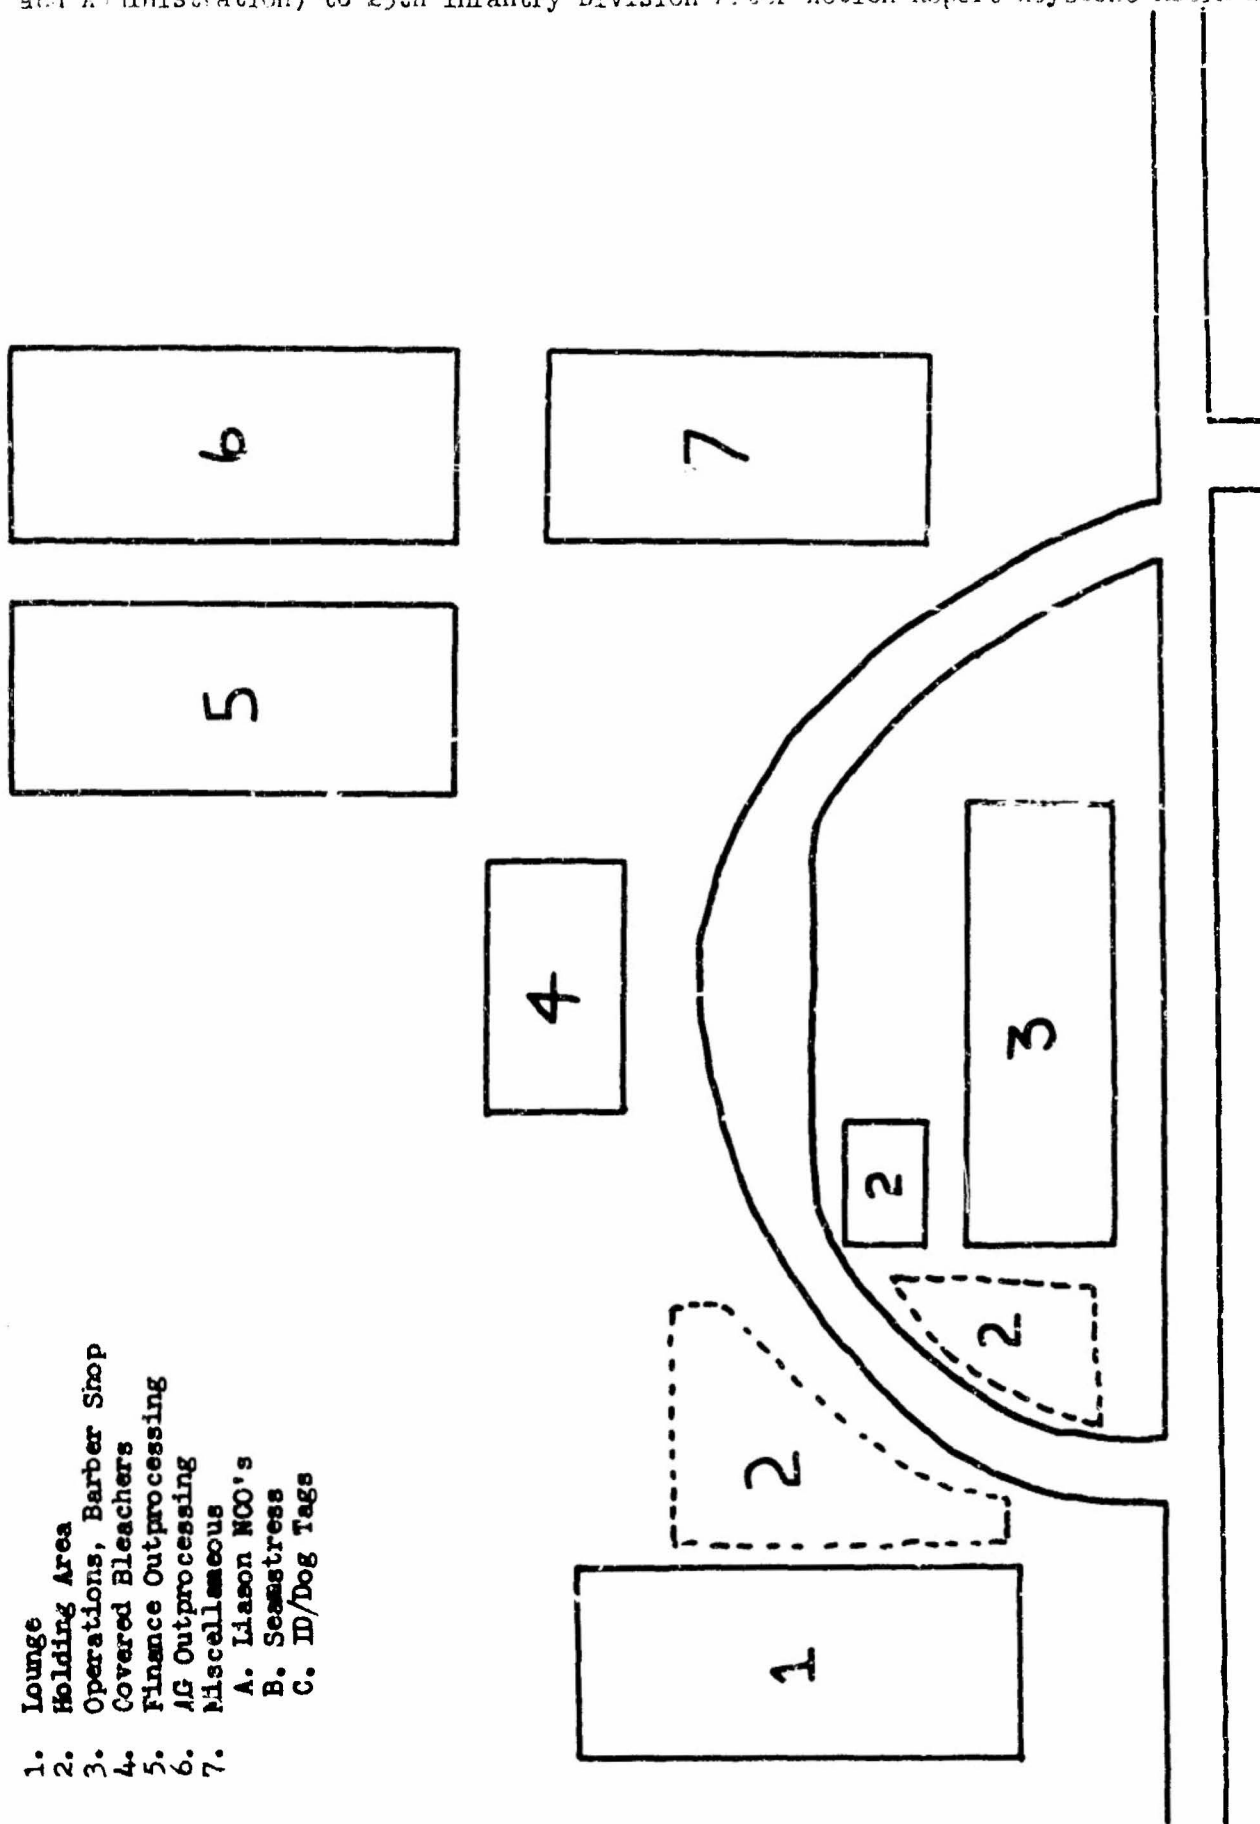 to 25th Infantry Division After Action Report Keystone
1. Lounge
2. Holding Area
3. Operations, Barber Shop
4. Covered Bleachers
5. Finance Outprocessing
6. AG Outprocessing
7. Miscellaneous
A. Liason NCO's
B. Seamstress
C. ID/Dog Tags
1
2
2
2
3
4
5
6
7